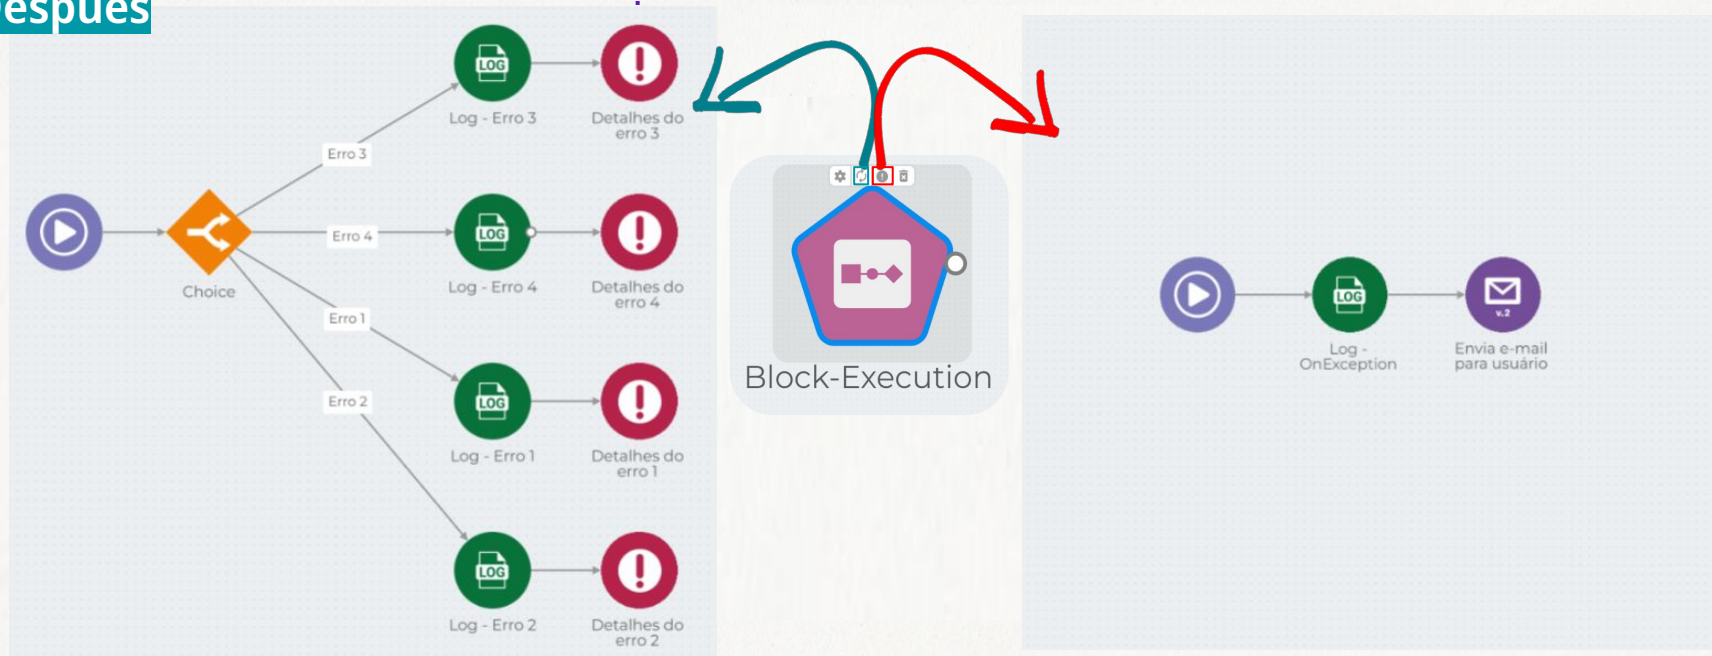 Después
LOG
Log - Erro 3
Detalhes do
erro 3
Erro 3
Choice
Erro 4
LOG
Log - Erro 4
Detalhes do
erro 4
Erro 1
LOG
Log - Erro 1
Detalhes do
erro 1
Erro 2
LOG
Log - Erro 2
Detalhes do
erro 2
Block-Execution
LOG
Log -
OnException
v.2
Envia e-mail
para usuário